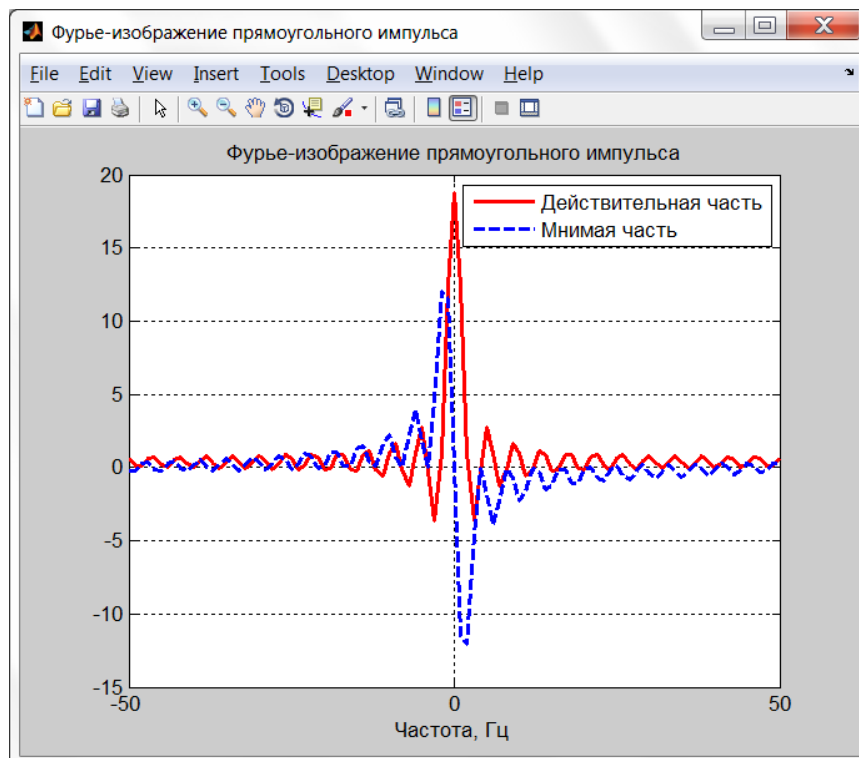 Фурье-изображение прямоугольного импульса
File Edit View Insert Tools Desktop Window Help
Фурье-изображение прямоугольного импульса
20
15
10
5
0
-5
-10
-15
Действительная часть
Мнимая часть
-50 0 50
Частота, Гц